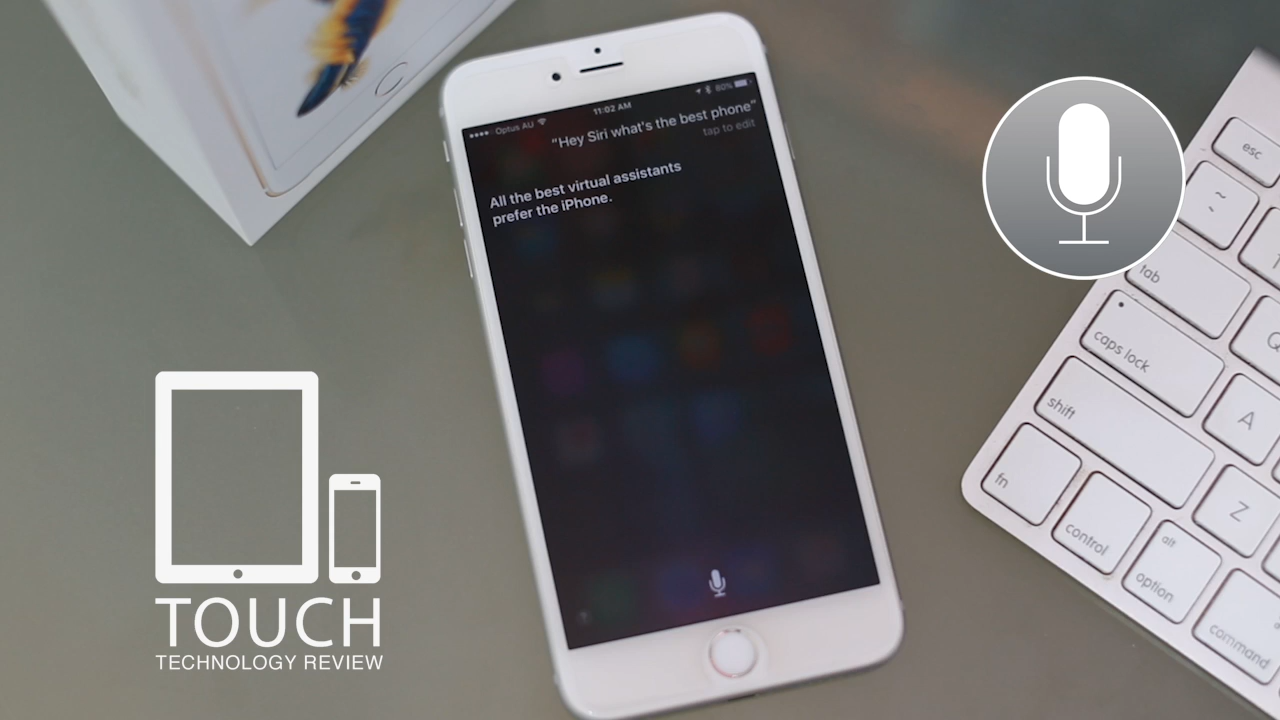 Optus AU
11:02 AM
80%
"Hey Siri what's the best phone"
tap to edit
All the best virtual assistants
prefer the iPhone.
TOUCH
TECHNOLOGY REVIEW
esc
~
tab
Q
caps lock
A
shift
Z
fn
control
alt
option
command